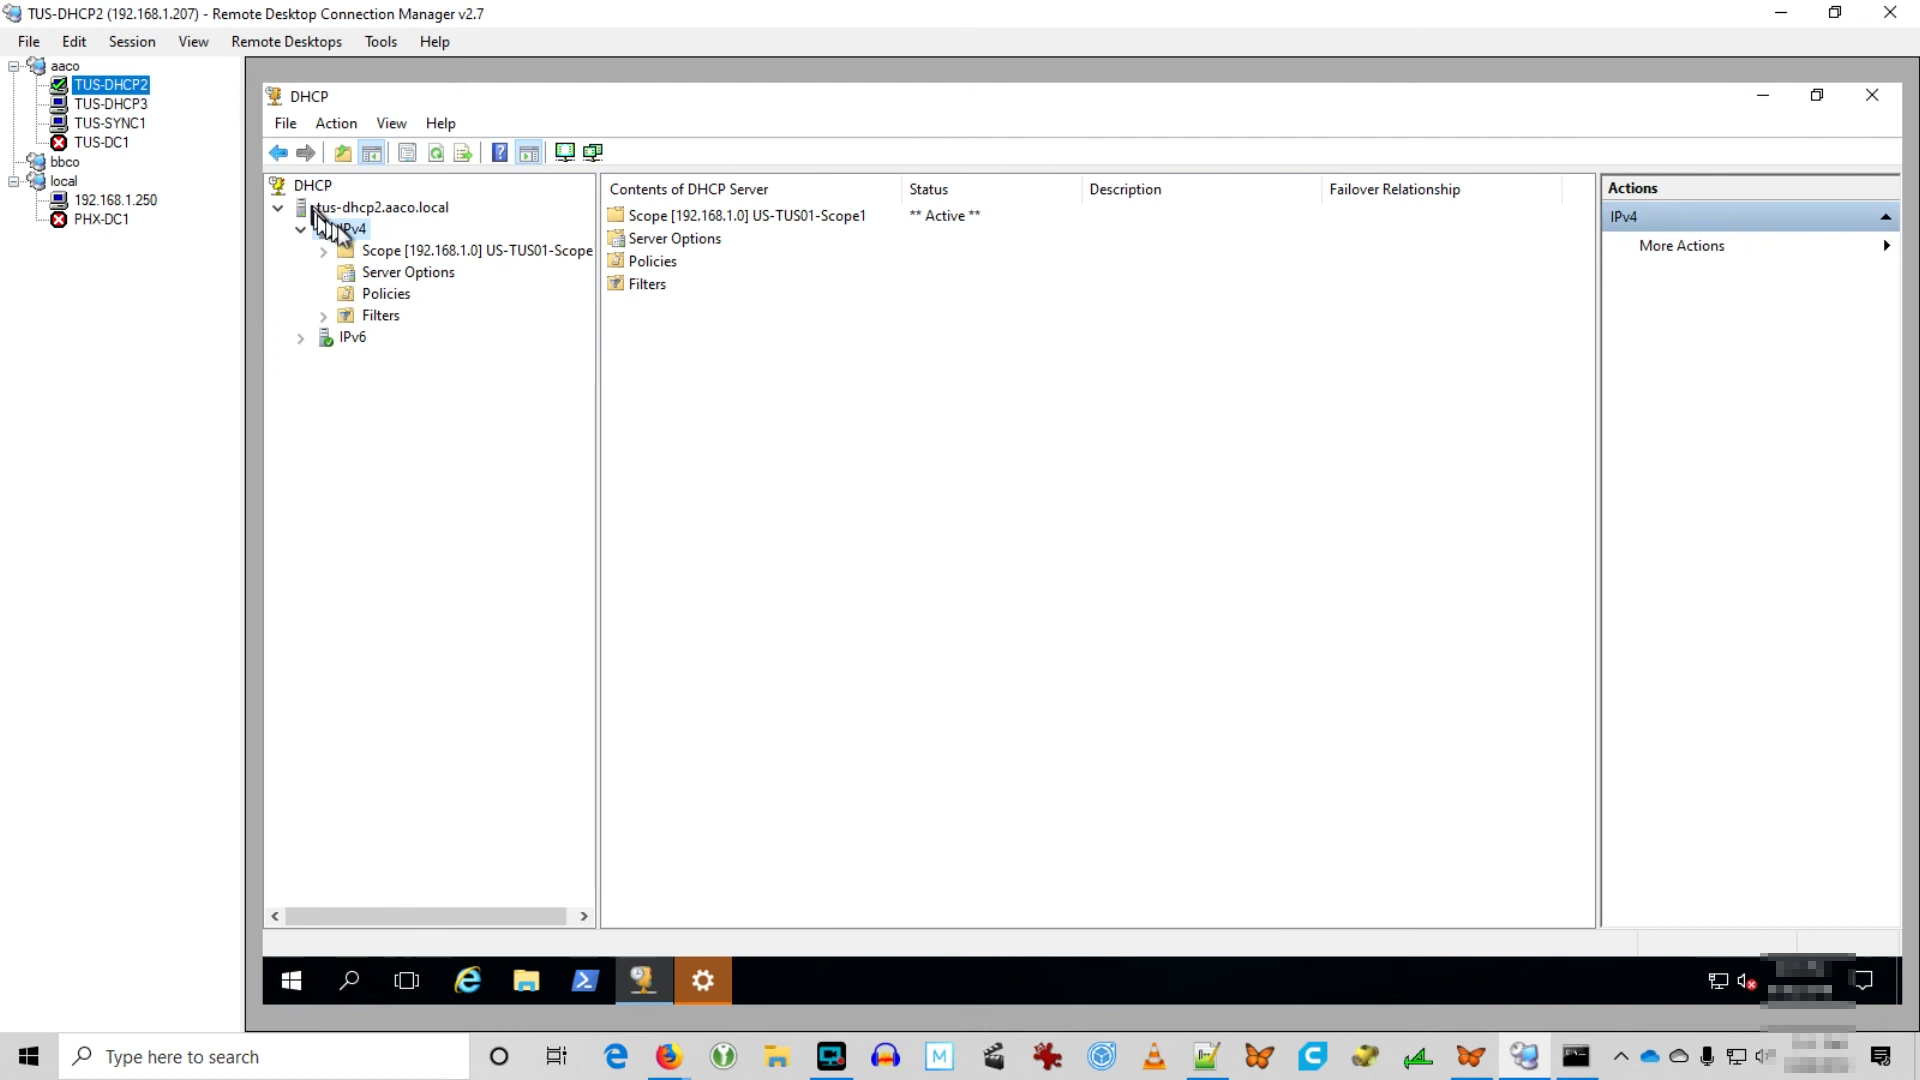 TUS-DHCP2 (192.168.1.207) - Remote Desktop Connection Manager v2.7
File Edit Session View Remote Desktops Tools Help
aaco
TUS-DHCP2
TUS-DHCP3
TUS-SYNC1
TUS-DC1
bbco
local
192.168.1.250
PHX-DC1
DHCP
File Action View Help
DHCP
tus-dhcp2.aaco.local
IPv4
Scope [192.168.1.0] US-TUS01-Scope
Server Options
Policies
Filters
IPv6
Contents of DHCP Server Status Description Failover Relationship
Scope [192.168.1.0] US-TUS01-Scope1 ** Active **
Server Options
Policies
Filters
Actions
IPv4
More Actions
Type here to search